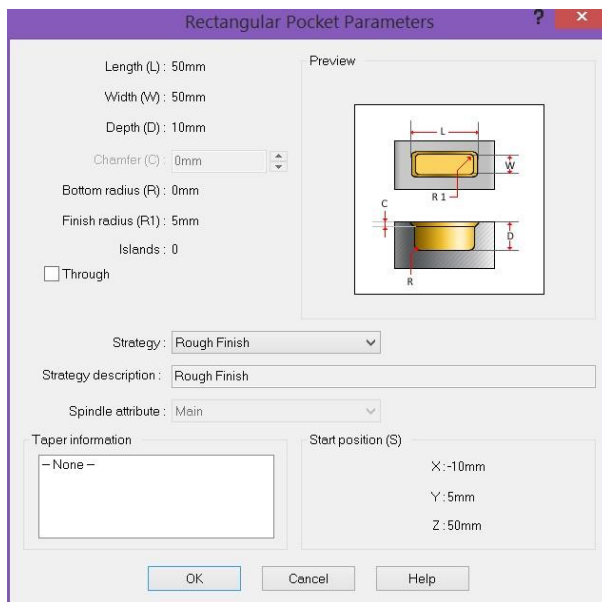 Rectangular Pocket Parameters
?
×
Length (L) : 50mm
Width (W) : 50mm
Depth (D) : 10mm
Chamfer (C) : 0mm
Bottom radius (R) : 0mm
Finish radius (R1) : 5mm
Islands : 0
Through
Preview
L
W
R 1
C
D
R
Strategy : Rough Finish
Strategy description : Rough Finish
Spindle attribute : Main
Taper information
– None –
Start position (S)
X :-10mm
Y : 5mm
Z : 50mm
OK
Cancel
Help